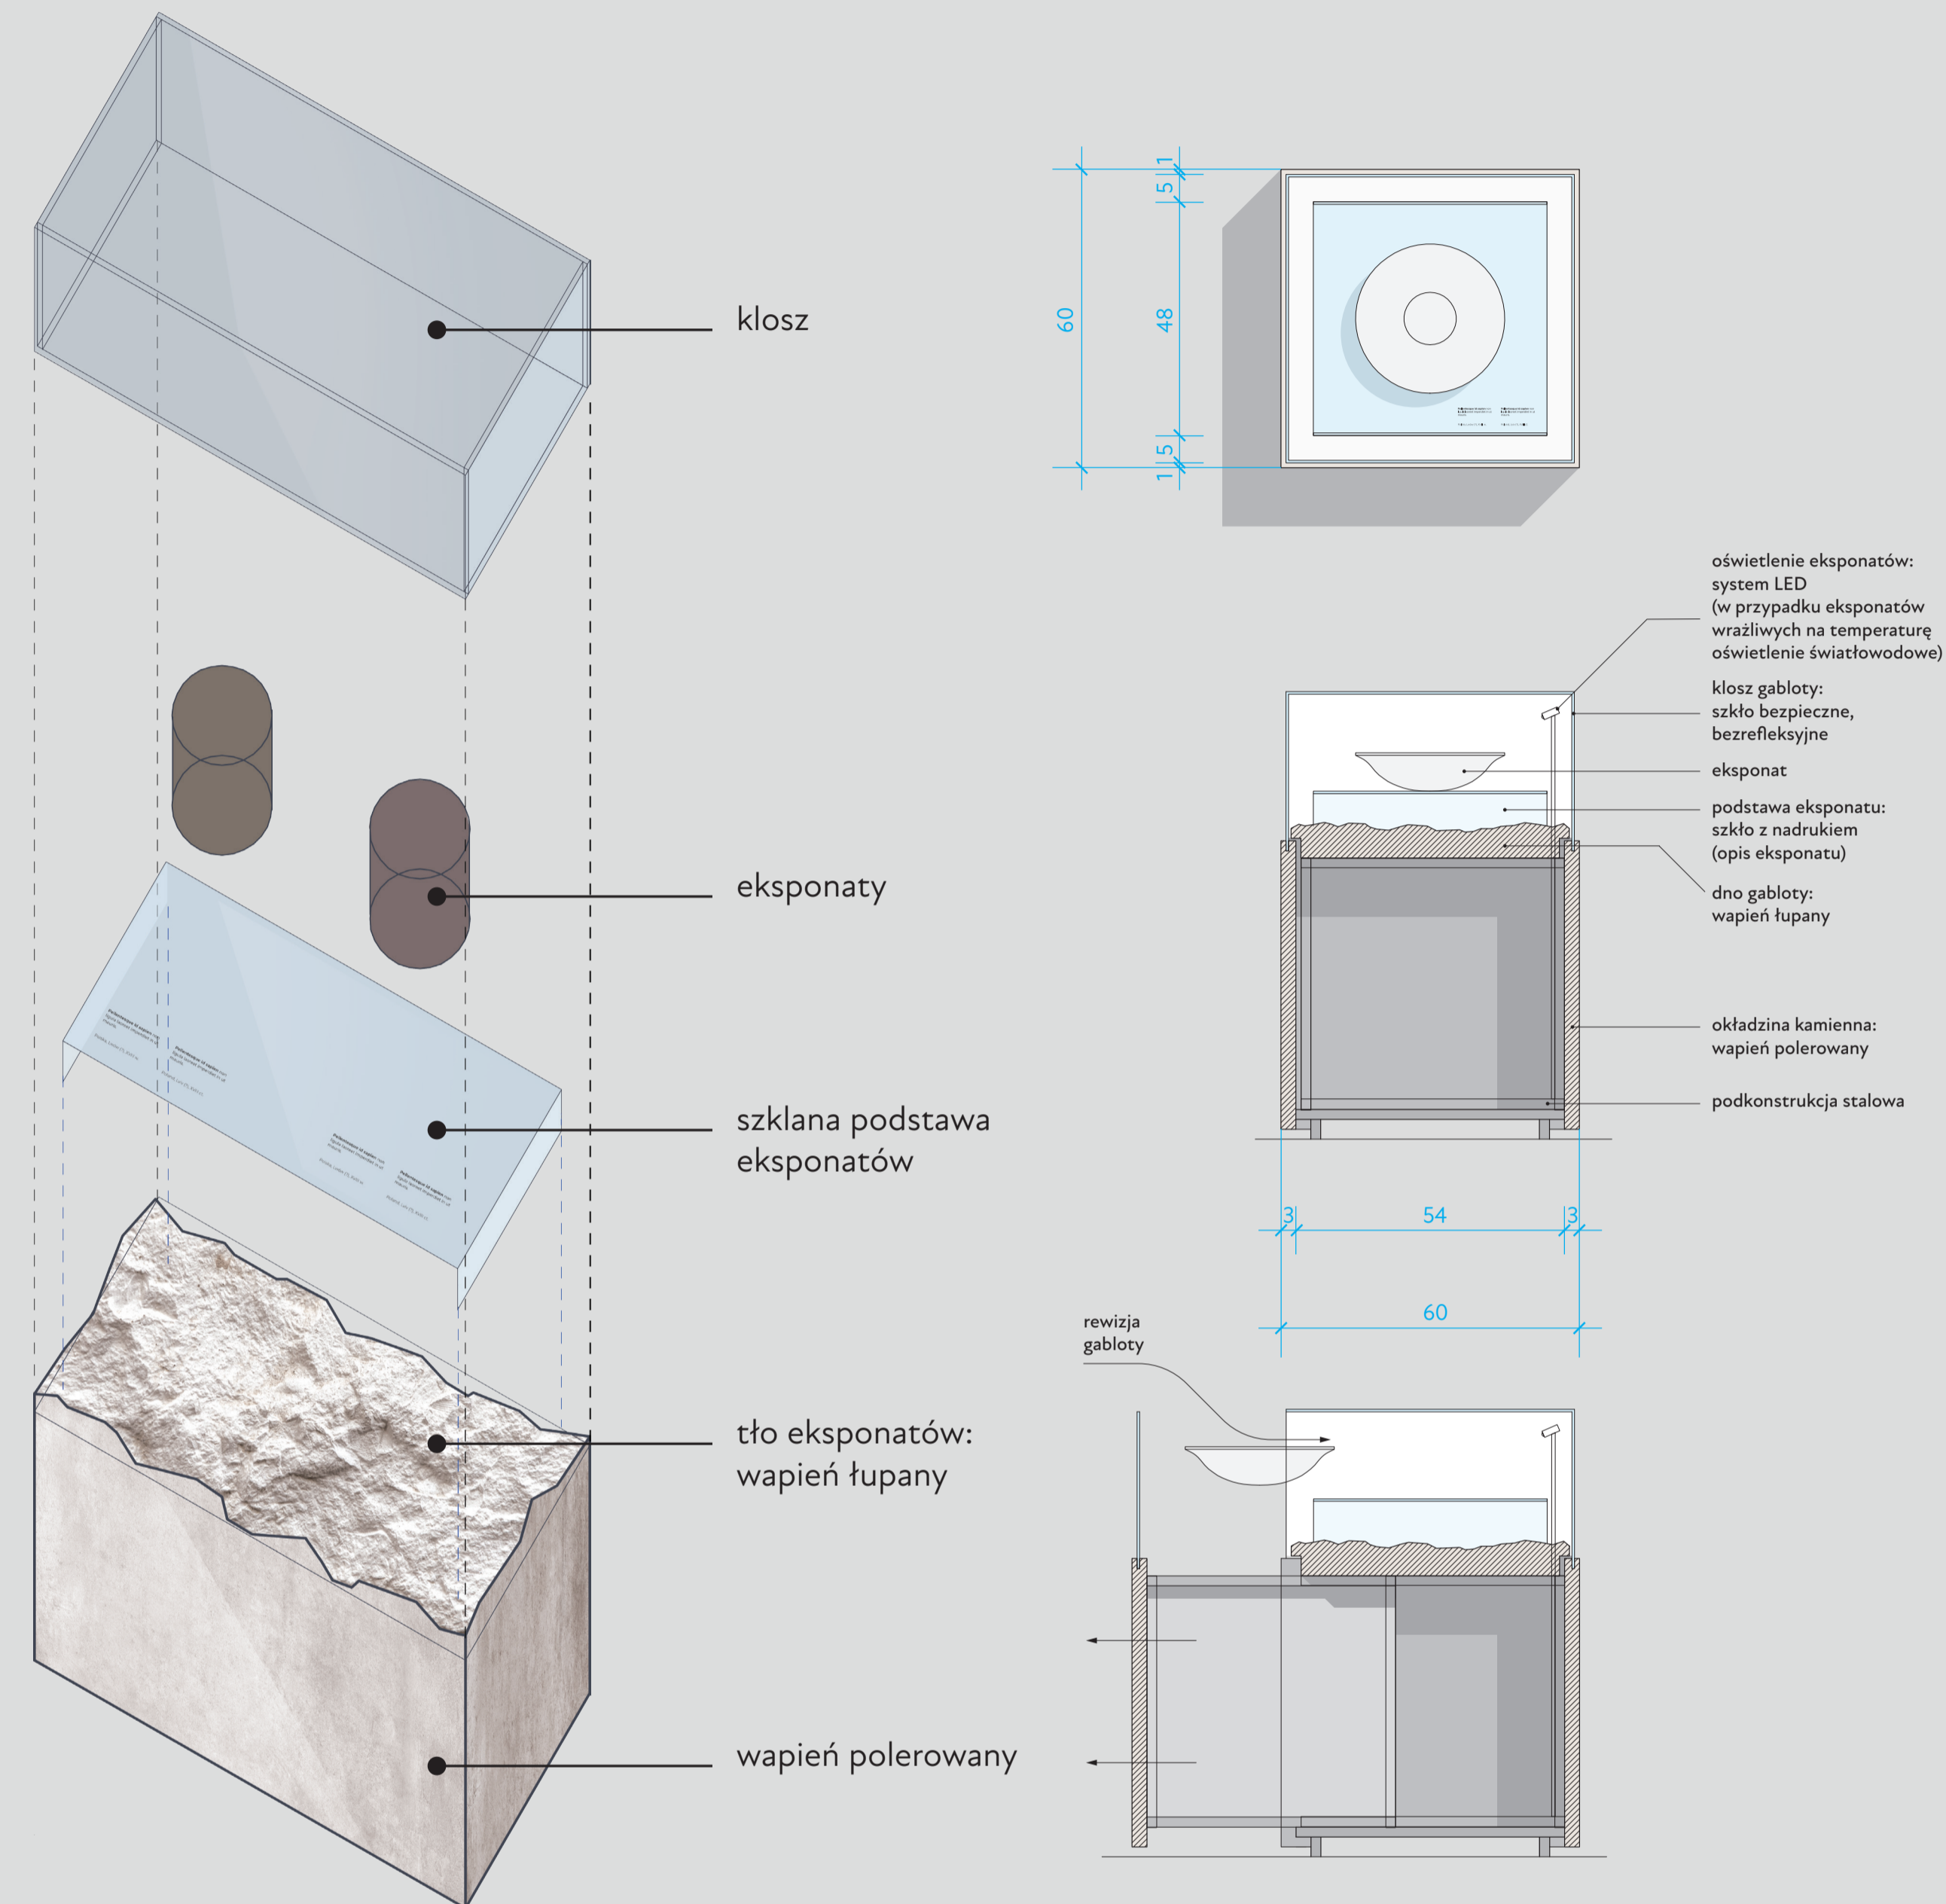 klosz
eksponaty
szklana podstawa
eksponatów
tło eksponatów:
wapień łupany
wapień polerowany
1
5
48
5
1
60
oświetlenie eksponatów:
system LED
(w przypadku eksponatów
wrażliwych na temperaturę
oświetlenie światłowodowe)
klosz gabloty:
szkło bezpieczne,
bezrefleksyjne
eksponat
podstawa eksponatu:
szkło z nadrukiem
(opis eksponatu)
dno gabloty:
wapień łupany
okładzina kamienna:
wapień polerowany
podkonstrukcja stalowa
3
54
3
60
rewizja
gabloty